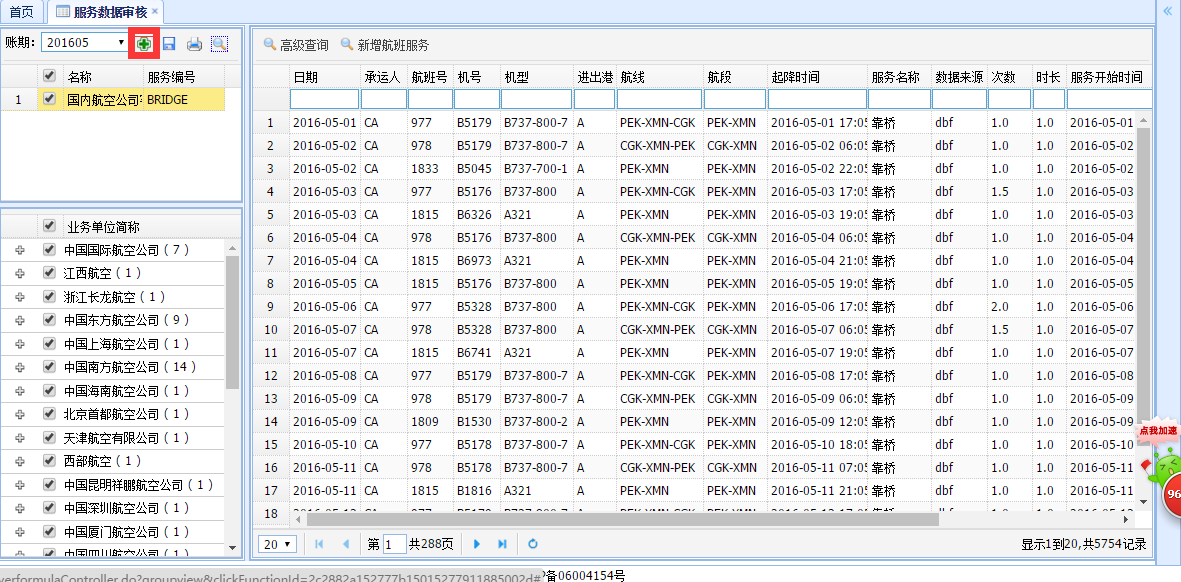 首页 服务数据审核
账期: 201605
名称 服务编号
1 国内航空公司 BRIDGE
业务单位简称
中国国际航空公司 ( 7 )
江西航空 ( 1 )
浙江长龙航空 ( 1 )
中国东方航空公司 ( 9 )
中国上海航空公司 ( 1 )
中国南方航空公司 ( 14 )
中国海南航空公司 ( 1 )
北京首都航空公司 ( 1 )
天津航空有限公司 ( 1 )
西部航空 ( 1 )
中国昆明祥鹏航空公司 ( 1 )
中国深圳航空公司 ( 1 )
中国厦门航空公司 ( 1 )
中国四川航空公司 ( 1 )
高级查询 新增航班服务
日期 承运人 航班号 机号 机型 进出港 航线 航段 起降时间 服务名称 数据来源 次数 时长 服务开始时间
1 2016-05-01 CA 977 B5179 B737-800-7 A PEK-XMN-CGK PEK-XMN 2016-05-01 17:05 靠桥 dbf 1.0 1.0 2016-05-01
2 2016-05-02 CA 978 B5179 B737-800-7 A CGK-XMN-PEK CGK-XMN 2016-05-02 06:05 靠桥 dbf 1.0 1.0 2016-05-02
3 2016-05-02 CA 1833 B5045 B737-700-1 A PEK-XMN PEK-XMN 2016-05-02 22:05 靠桥 dbf 1.0 1.0 2016-05-02
4 2016-05-03 CA 977 B5176 B737-800 A PEK-XMN-CGK PEK-XMN 2016-05-03 17:05 靠桥 dbf 1.5 1.0 2016-05-03
5 2016-05-03 CA 1815 B6326 A321 A PEK-XMN PEK-XMN 2016-05-03 19:05 靠桥 dbf 1.0 1.0 2016-05-03
6 2016-05-04 CA 978 B5176 B737-800 A CGK-XMN-PEK CGK-XMN 2016-05-04 06:05 靠桥 dbf 1.0 1.0 2016-05-04
7 2016-05-04 CA 1815 B6973 A321 A PEK-XMN PEK-XMN 2016-05-04 21:05 靠桥 dbf 1.0 1.0 2016-05-04
8 2016-05-05 CA 1815 B5176 B737-800 A PEK-XMN PEK-XMN 2016-05-05 19:05 靠桥 dbf 1.0 1.0 2016-05-05
9 2016-05-06 CA 977 B5328 B737-800 A PEK-XMN-CGK PEK-XMN 2016-05-06 17:05 靠桥 dbf 2.0 1.0 2016-05-06
10 2016-05-07 CA 978 B5328 B737-800 A CGK-XMN-PEK CGK-XMN 2016-05-07 06:05 靠桥 dbf 1.5 1.0 2016-05-07
11 2016-05-07 CA 1815 B6741 A321 A PEK-XMN PEK-XMN 2016-05-07 19:05 靠桥 dbf 1.0 1.0 2016-05-07
12 2016-05-08 CA 977 B5179 B737-800-7 A PEK-XMN-CGK PEK-XMN 2016-05-08 17:05 靠桥 dbf 1.0 1.0 2016-05-08
13 2016-05-09 CA 978 B5179 B737-800-7 A CGK-XMN-PEK CGK-XMN 2016-05-09 06:05 靠桥 dbf 1.0 1.0 2016-05-09
14 2016-05-09 CA 1809 B1530 B737-800-2 A PEK-XMN PEK-XMN 2016-05-09 12:05 靠桥 dbf 1.0 1.0 2016-05-09
15 2016-05-10 CA 977 B5178 B737-800-7 A PEK-XMN-CGK PEK-XMN 2016-05-10 18:05 靠桥 dbf 1.0 1.0 2016-05-10
16 2016-05-11 CA 978 B5178 B737-800-7 A CGK-XMN-PEK CGK-XMN 2016-05-11 07:05 靠桥 dbf 1.0 1.0 2016-05-11
17 2016-05-11 CA 1815 B1816 A321 A PEK-XMN PEK-XMN 2016-05-11 21:05 靠桥 dbf 1.0 1.0 2016-05-11
18
点我加速
96
20 第 1 共288页 显示1到20,共5754记录
verformulaController.do?groupview&clickFunctionId=2c2882a152777b15015277911885002d# P备06004154号